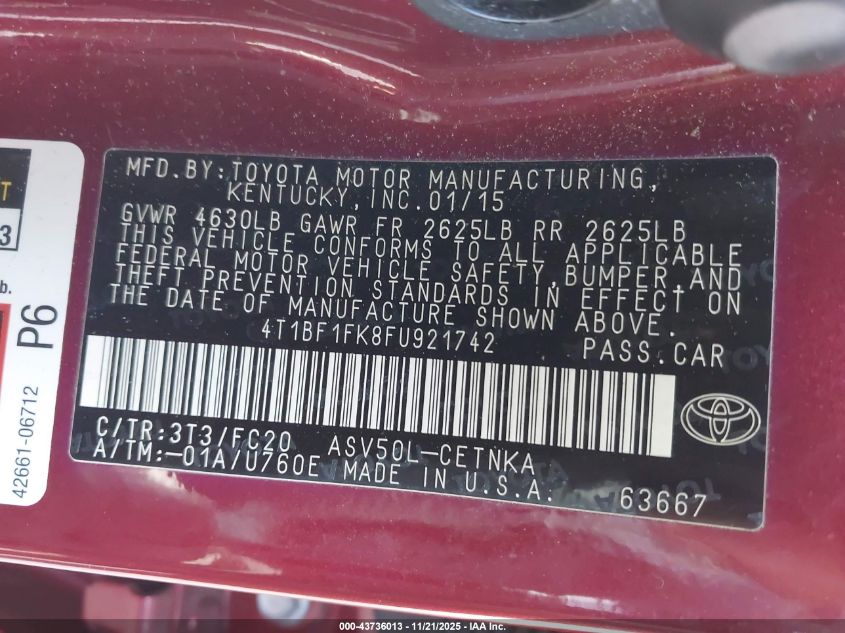 MFD.BY:TOYOTA MOTOR MANUFACTURING,
KENTUCKY,INC.01/15
GVWR 4630LB GAWR FR 2625LB RR 2625LB
THIS VEHICLE CONFORMS TO ALL APPLICABLE
FEDERAL MOTOR VEHICLE SAFETY,BUMPER,AND
THEFT PREVENTION STANDARDS IN EFFECT ON
THE DATE OF MANUFACTURE SHOWN ABOVE.
4T1BF1FK8FU921742 PASS.CAR
C/TR:3T3/FC20 ASV50L-CETNKA
A/TM:-01A/U760E MADE IN U.S.A. 63667
T
3
b.
P6
42661-06712
000-43736013 - 11/21/2025 - IAA Inc.